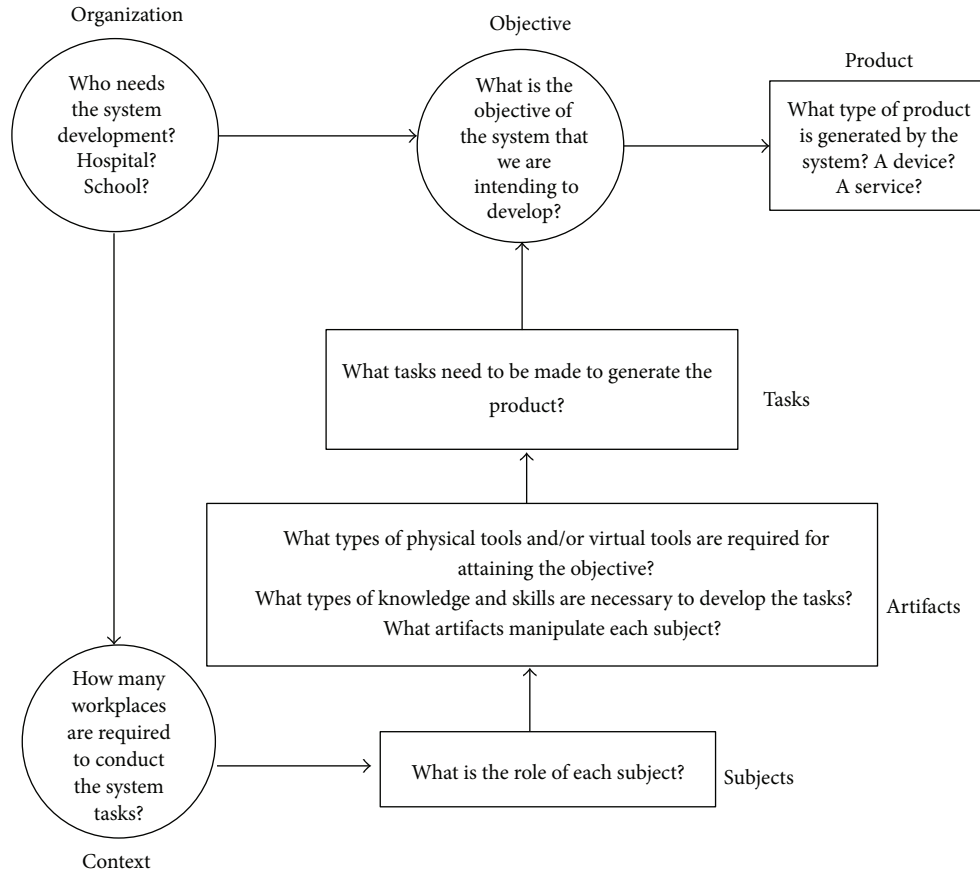 Organization
Who needs
the system
development?
Hospital?
School?
Objective
What is the
objective of
the system that
we are
intending to
develop?
Product
What type of product
is generated by the
system? A device?
A service?
What tasks need to be made to generate the
product?
Tasks
What types of physical tools and/or virtual tools are required for
attaining the objective?
What types of knowledge and skills are necessary to develop the tasks?
What artifacts manipulate each subject?
Artifacts
How many
workplaces
are required
to conduct
the system
tasks?
Context
What is the role of each subject?
Subjects